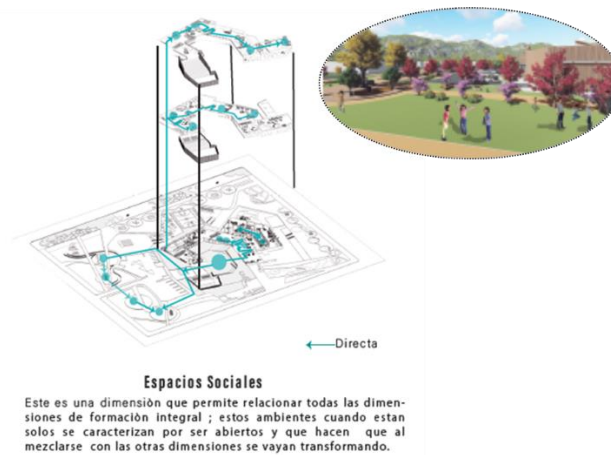 Directa
Espacios Sociales
Este es una dimensiòn que permite relacionar todas las dimen-
siones de formaciòn integral ; estos ambientes cuando estan
solos se caracterizan por ser abiertos y que hacen que al
mezclarse con las otras dimensiones se vayan transformando.